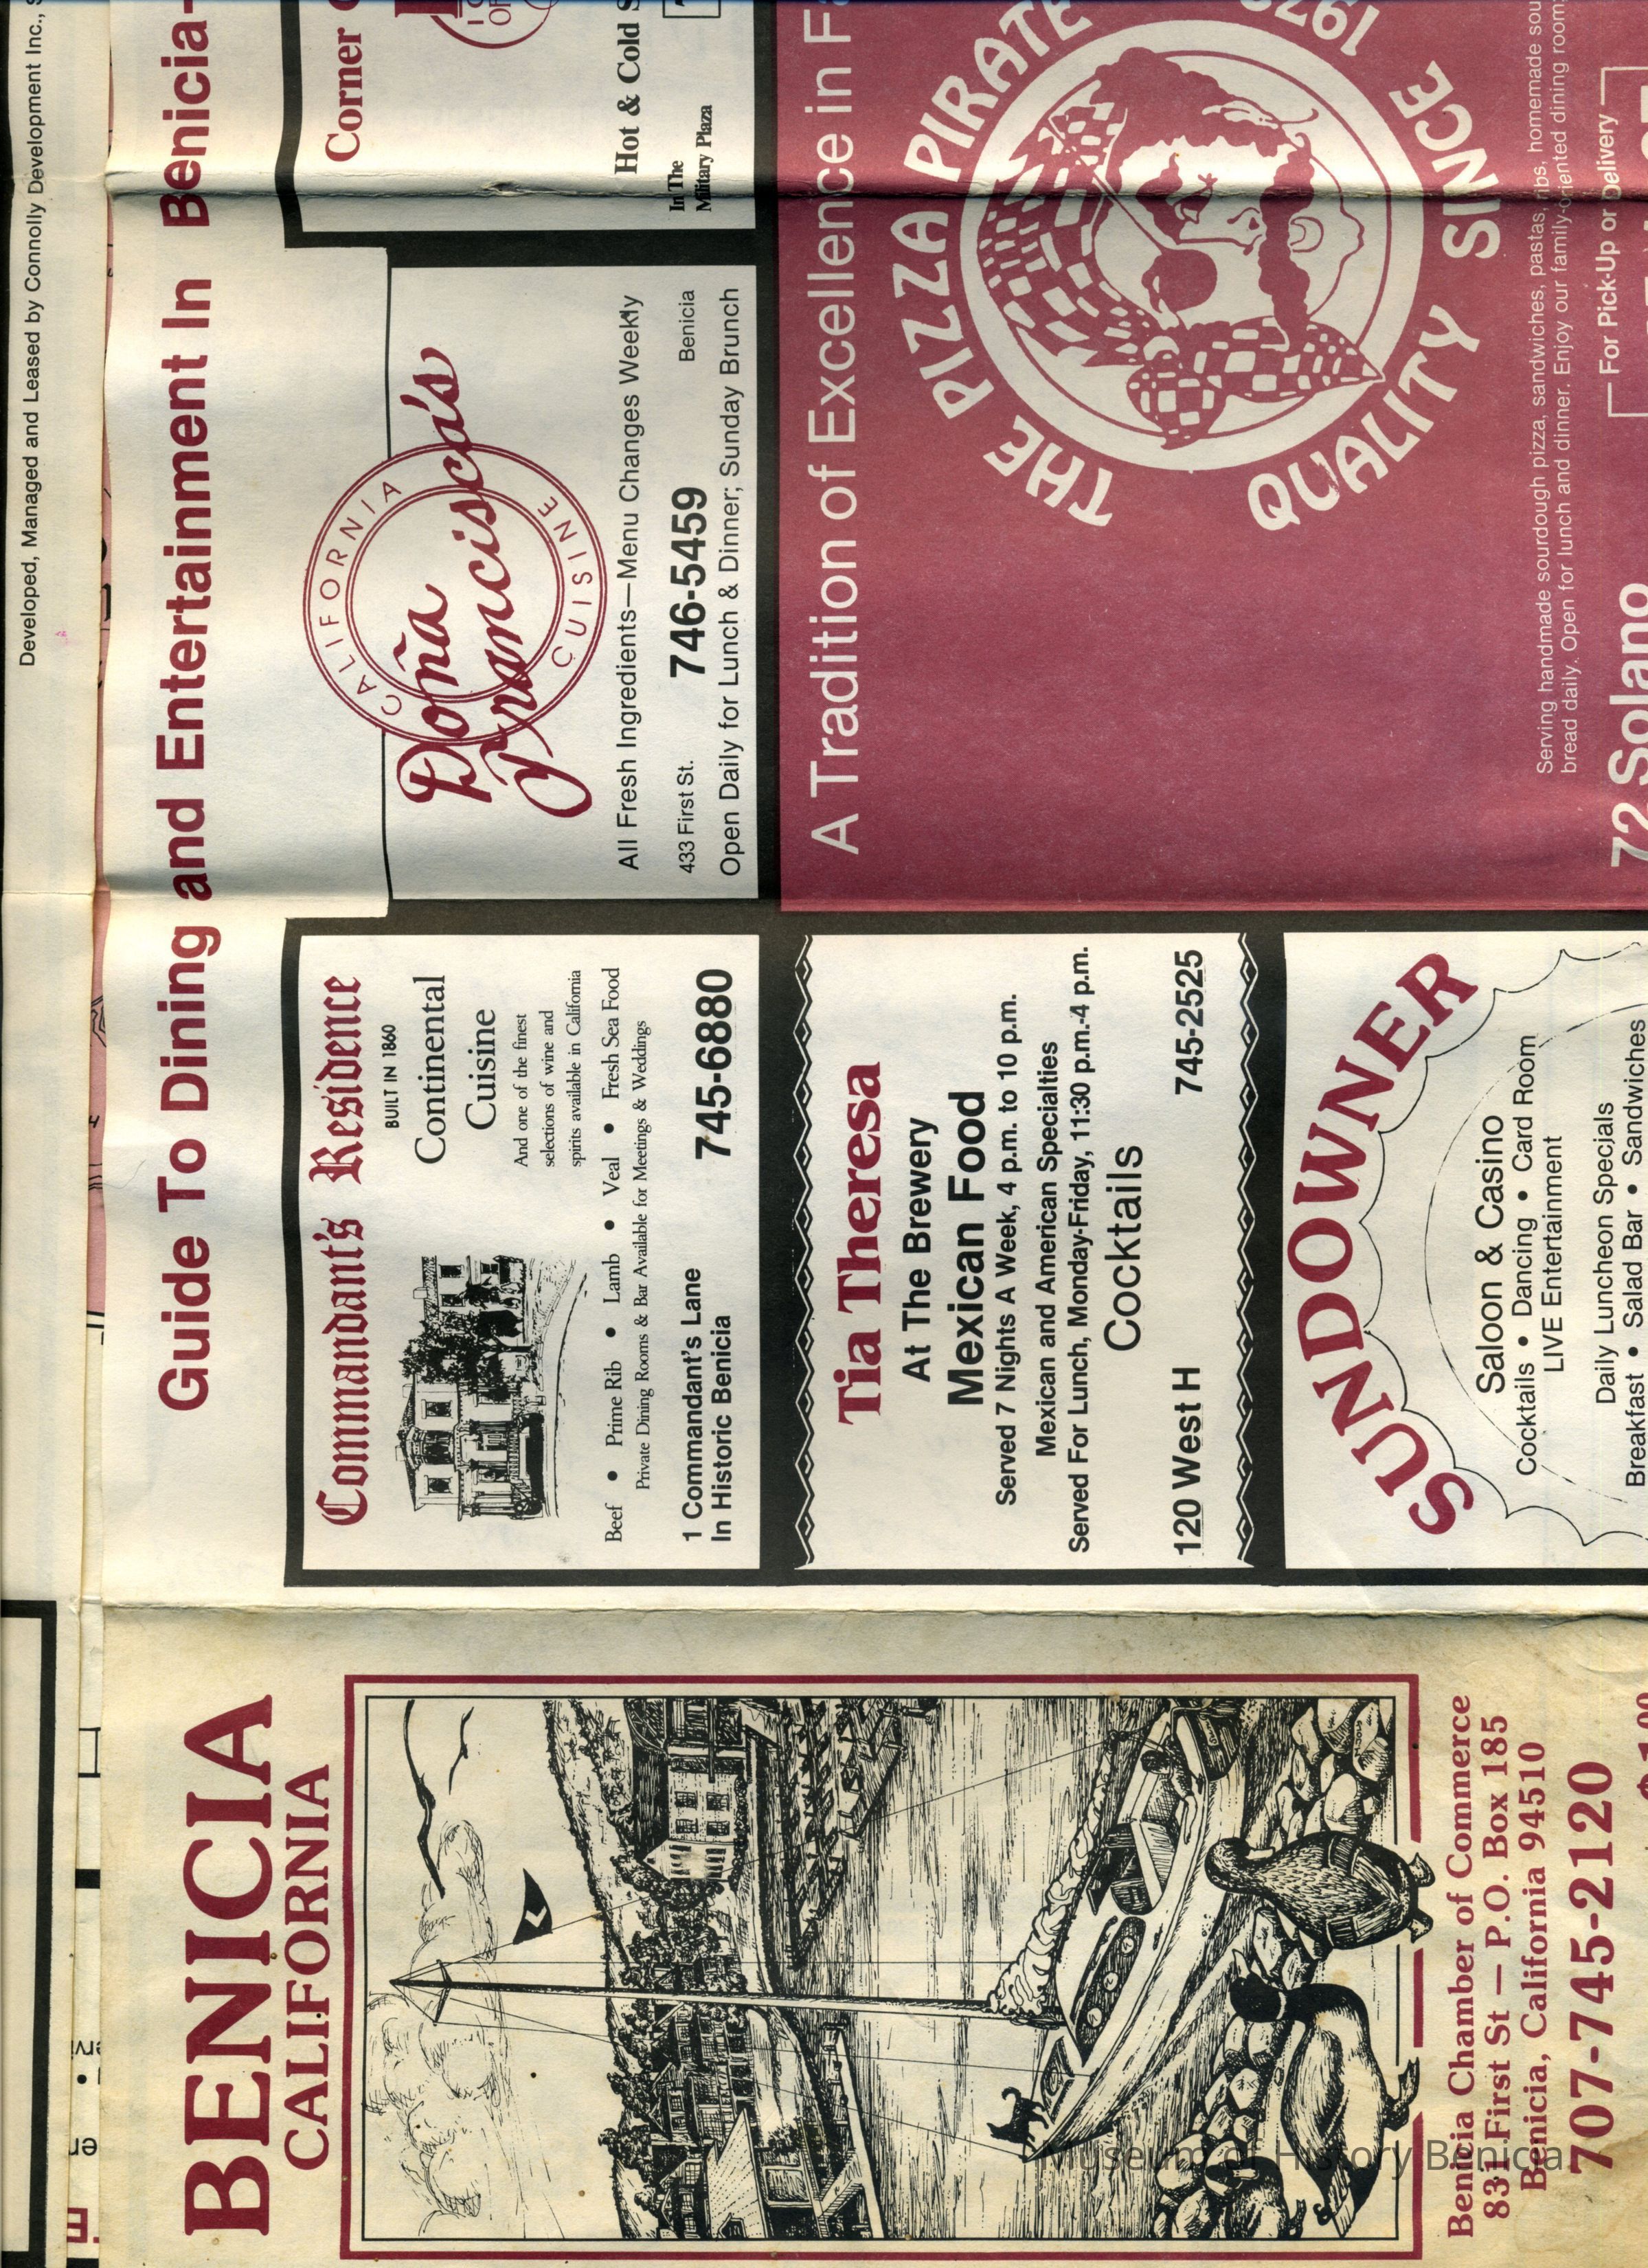 Developed, Managed and Leased by Connolly Development Inc.,
BENICIA
CALIFORNIA
Benicia Chamber of Commerce
831 First St — P.O. Box 185
Benicia, California 94510
707-745-2120
Guide To Dining and Entertainment In Benicia-
Commandant's Residence
BUILT IN 1860
Continental
Cuisine
And one of the finest
selections of wine and
spirits available in California
Beef • Prime Rib • Lamb • Veal • Fresh Sea Food
Private Dining Rooms & Bar Available for Meetings & Weddings
1 Commandant's Lane
In Historic Benicia
745-6880
Tia Theresa
At The Brewery
Mexican Food
Served 7 Nights A Week, 4 p.m. to 10 p.m.
Mexican and American Specialties
Served For Lunch, Monday-Friday, 11:30 p.m.-4 p.m.
Cocktails
120 West H 745-2525
SUNDOWNER
Saloon & Casino
Cocktails • Dancing • Card Room
LIVE Entertainment
Daily Luncheon Specials
Breakfast • Salad Bar • Sandwiches
CALIFORNIA
Doña
Francisca's
CUISINE
All Fresh Ingredients—Menu Changes Weekly
433 First St. 746-5459 Benicia
Open Daily for Lunch & Dinner; Sunday Brunch
Corner
Hot & Cold
In The
Military Plaza
A Tradition of Excellence in
THE PIZZA PIRATE
QUALITY SINCE
Serving handmade sourdough pizza, sandwiches, pastas, ribs, homemade
bread daily. Open for lunch and dinner. Enjoy our family-oriented dining room;
For Pick-Up or Delivery
72 Solano
Museum of History Benicia